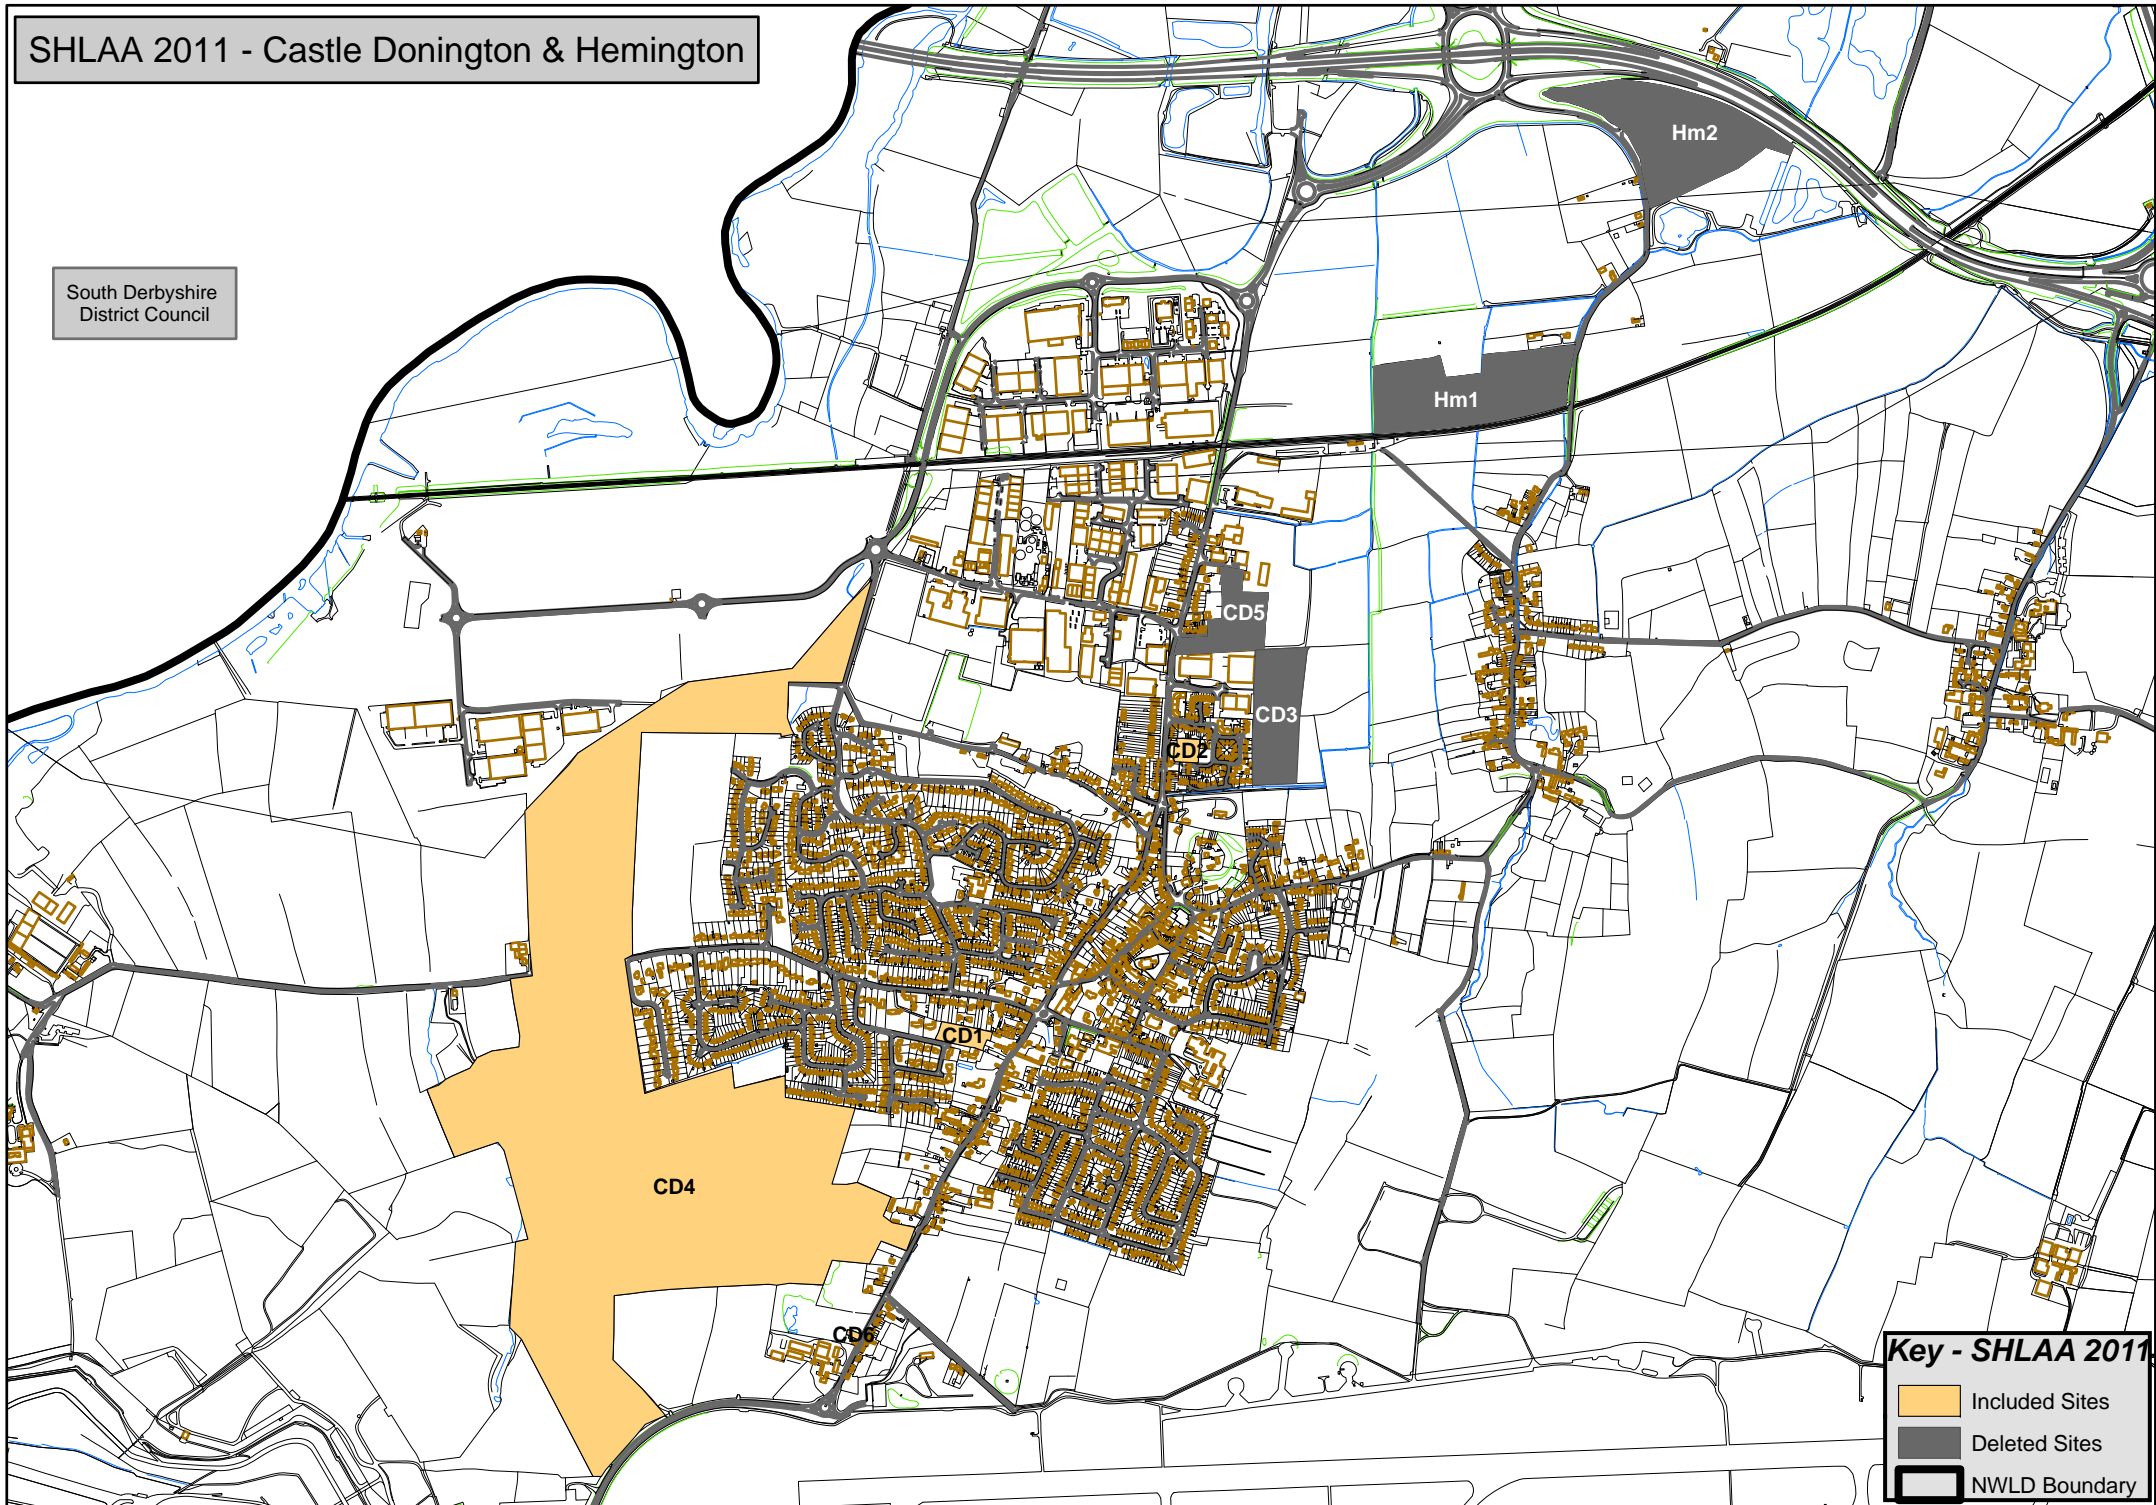 SHLAA 2011 - Castle Donington & Hemington
South Derbyshire
District Council
Hm2
Hm1
CD5
CD3
CD2
CD1
CD4
CD6
Key - SHLAA 2011
Included Sites
Deleted Sites
NWLD Boundary